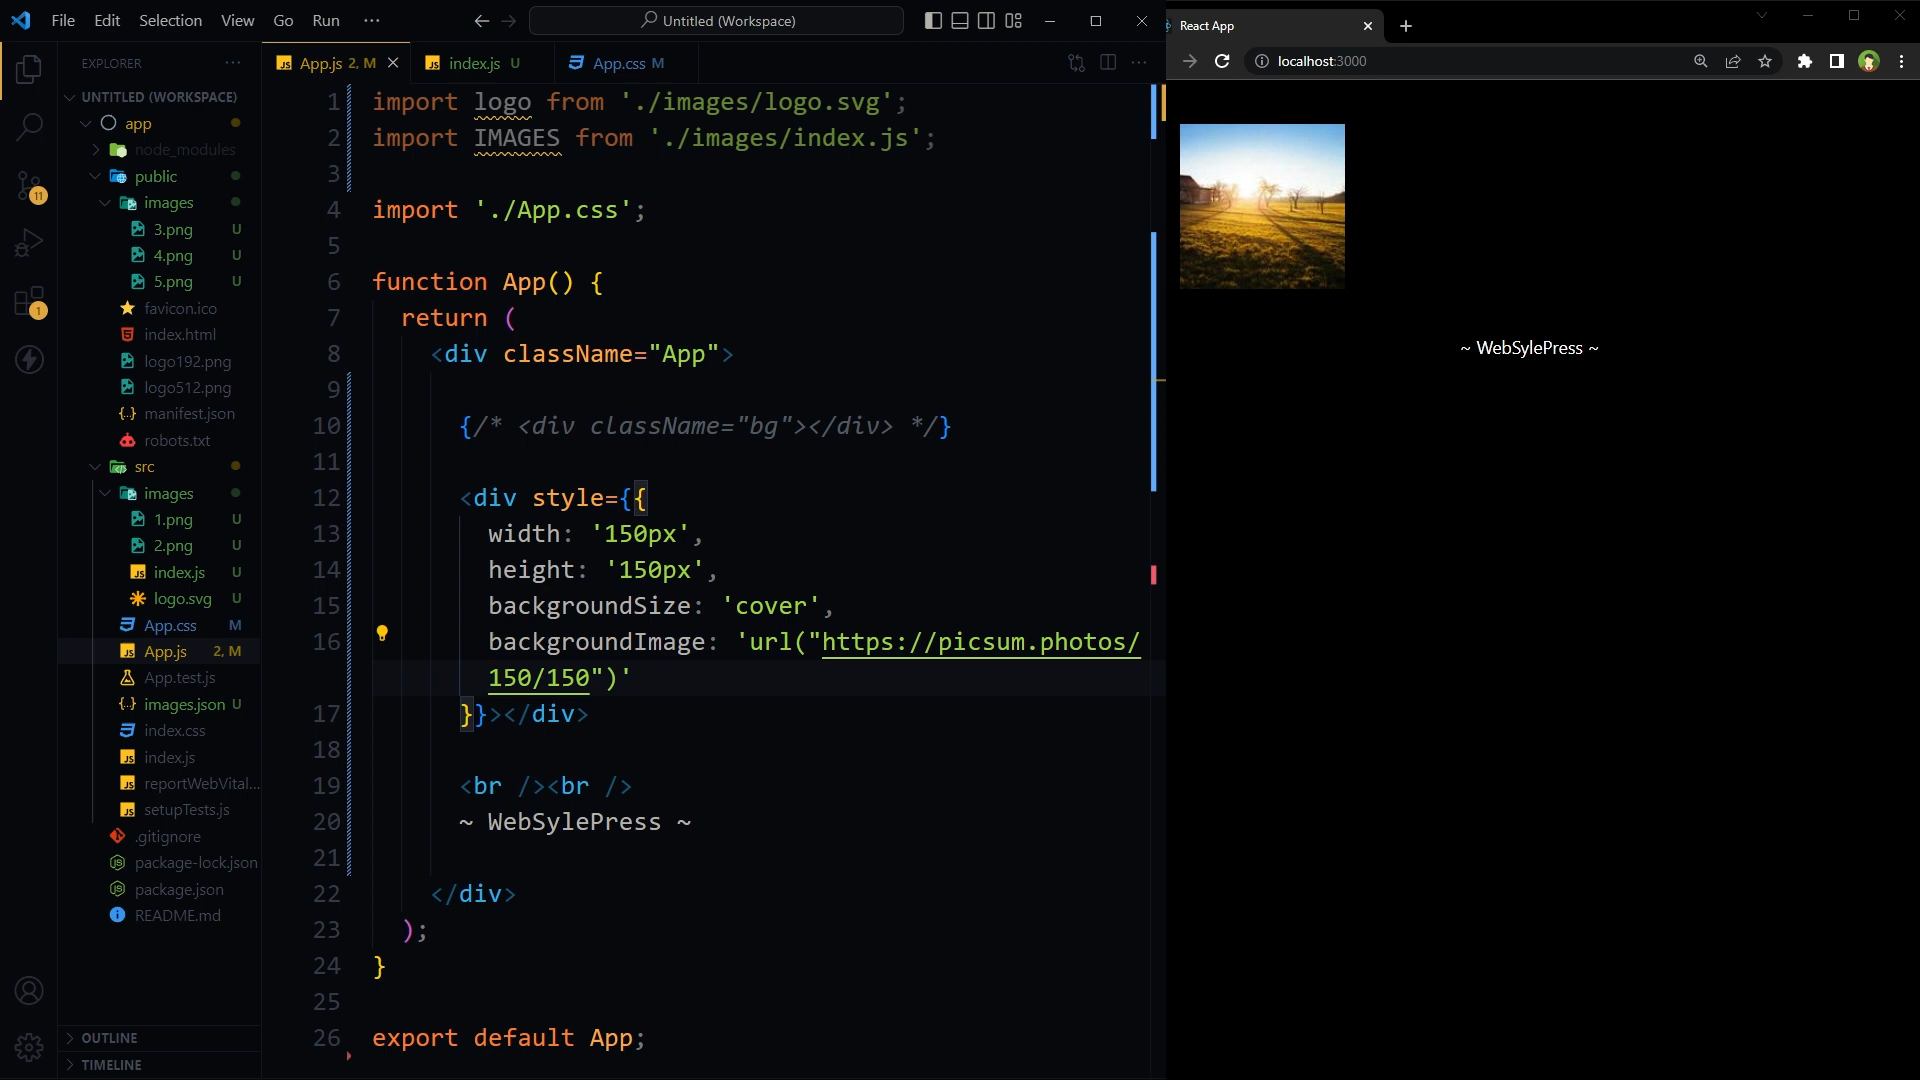 File Edit Selection View Go Run ...
Untitled (Workspace)
React App
localhost:3000
EXPLORER ...
UNTITLED (WORKSPACE)
app
node_modules
public
images
3.png U
4.png U
5.png U
favicon.ico
index.html
logo192.png
logo512.png
manifest.json
robots.txt
src
images
1.png U
2.png U
index.js U
logo.svg U
App.css M
App.js 2, M
App.test.js
images.json U
index.css
index.js
reportWebVital...
setupTests.js
.gitignore
package-lock.json
package.json
README.md
OUTLINE
TIMELINE
11
1
App.js 2, M
index.js U
App.css M
1 import logo from './images/logo.svg';
2 import IMAGES from './images/index.js';
3
4 import './App.css';
5
6 function App() {
7 return (
8 <div className="App">
9
10 {/* <div className="bg"></div> */}
11
12 <div style={{
13 width: '150px',
14 height: '150px',
15 backgroundSize: 'cover',
16 backgroundImage: 'url("https://picsum.photos/
150/150")'
17 }}></div>
18
19 <br /><br />
20 ~ WebSylePress ~
21
22 </div>
23 );
24 }
25
26 export default App;
~ WebSylePress ~